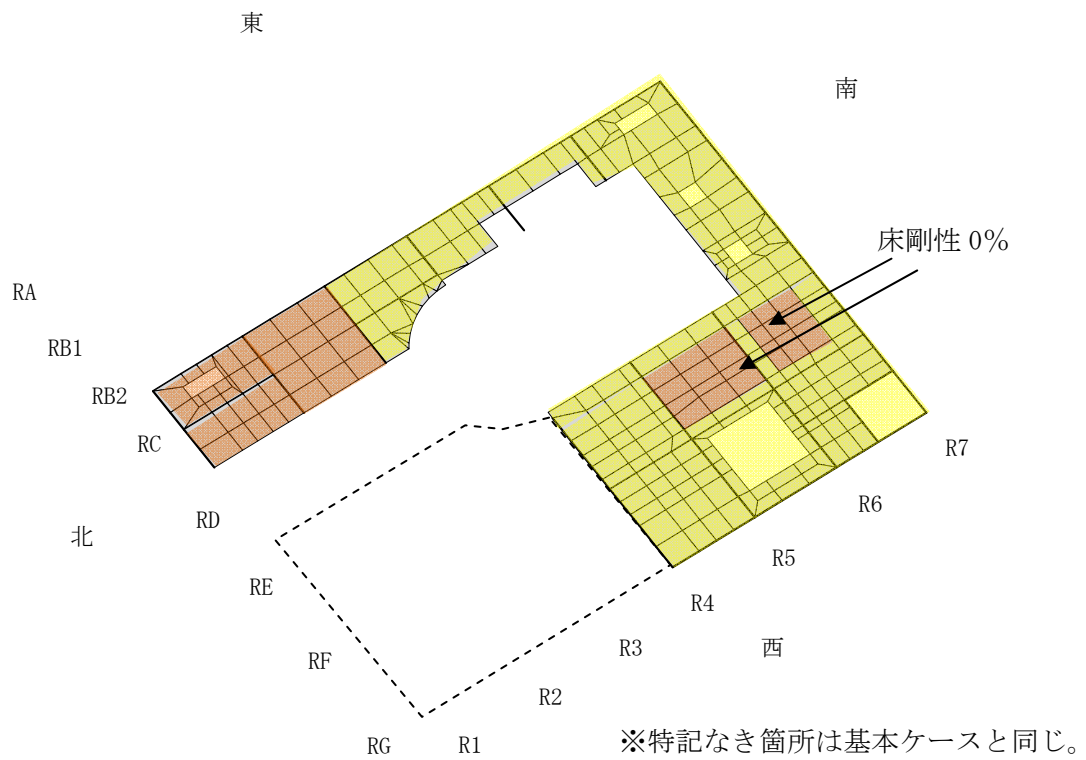 東
南
床剛性 0%
RA
RB1
RB2
RC
RD
北
RE
RF
RG
R1
R2
R3
R4
R5
R6
R7
西
※特記なき箇所は基本ケースと同じ。